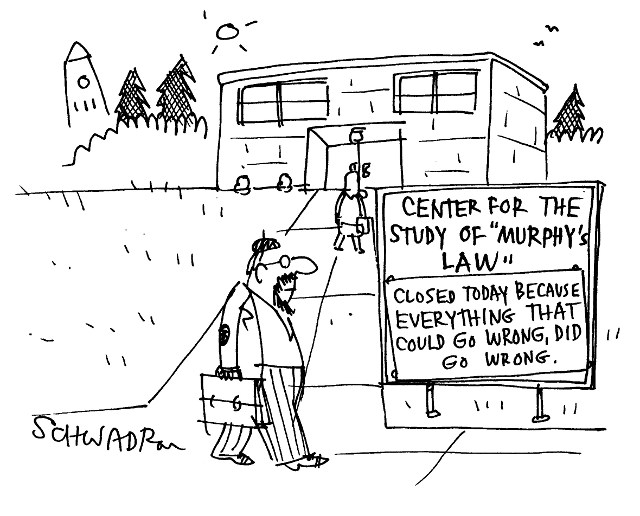 CENTER FOR THE
STUDY OF "MURPHY'S
LAW"
CLOSED TODAY BECAUSE
EVERYTHING THAT
COULD GO WRONG, DID
GO WRONG.
8
SCHWADRON